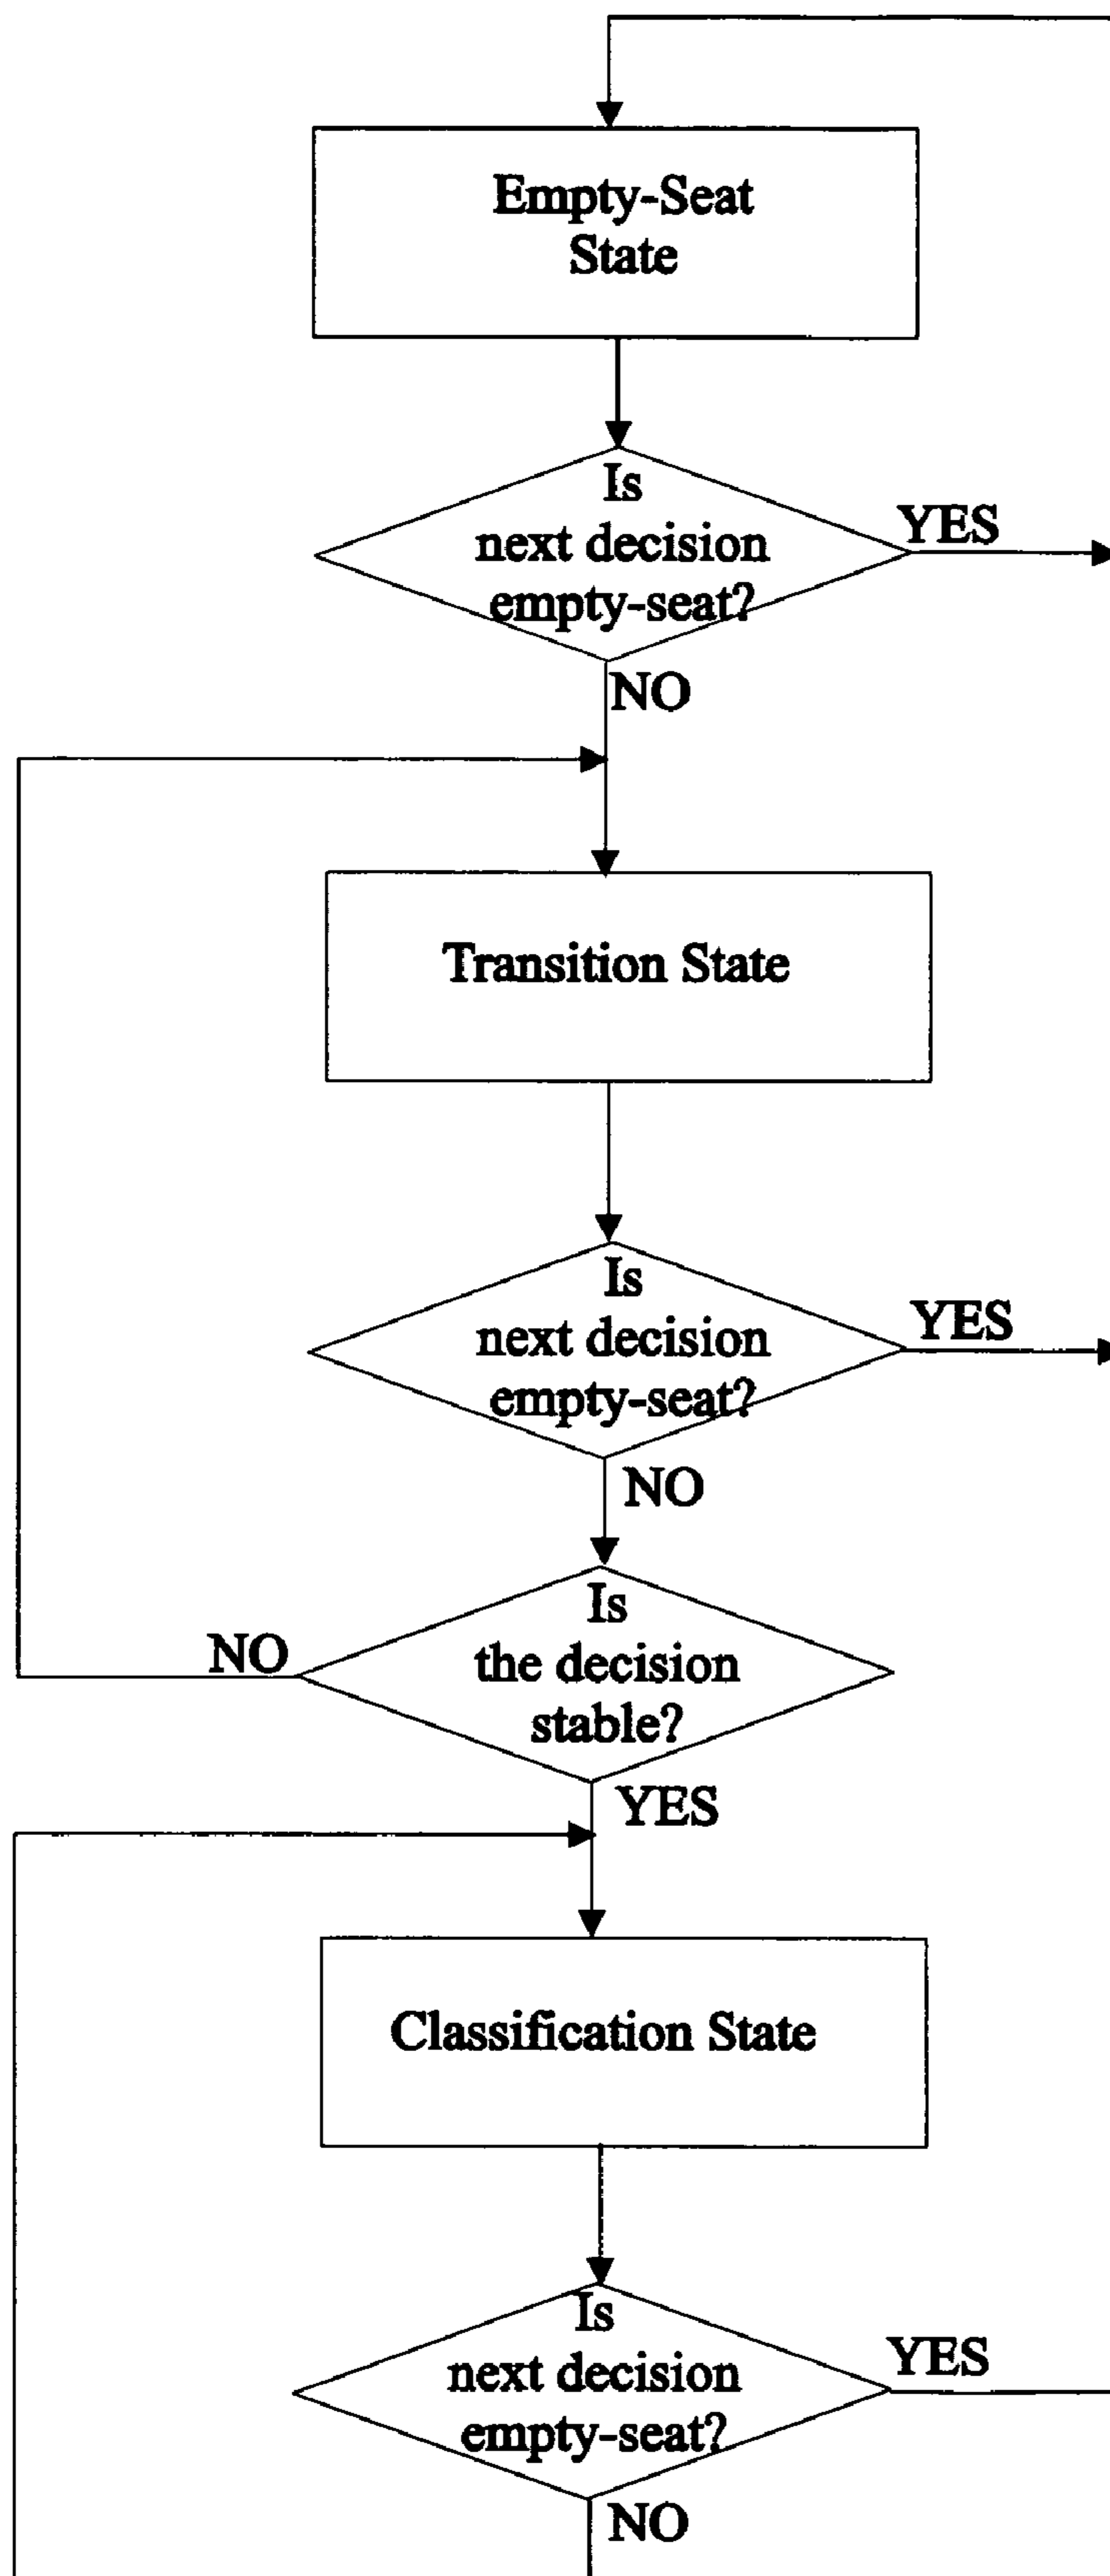 Empty-Seat
State
Is
next decision
empty-seat?
YES
NO
Transition State
Is
next decision
empty-seat?
YES
NO
Is
the decision
stable?
NO
YES
Classification State
Is
next decision
empty-seat?
YES
NO